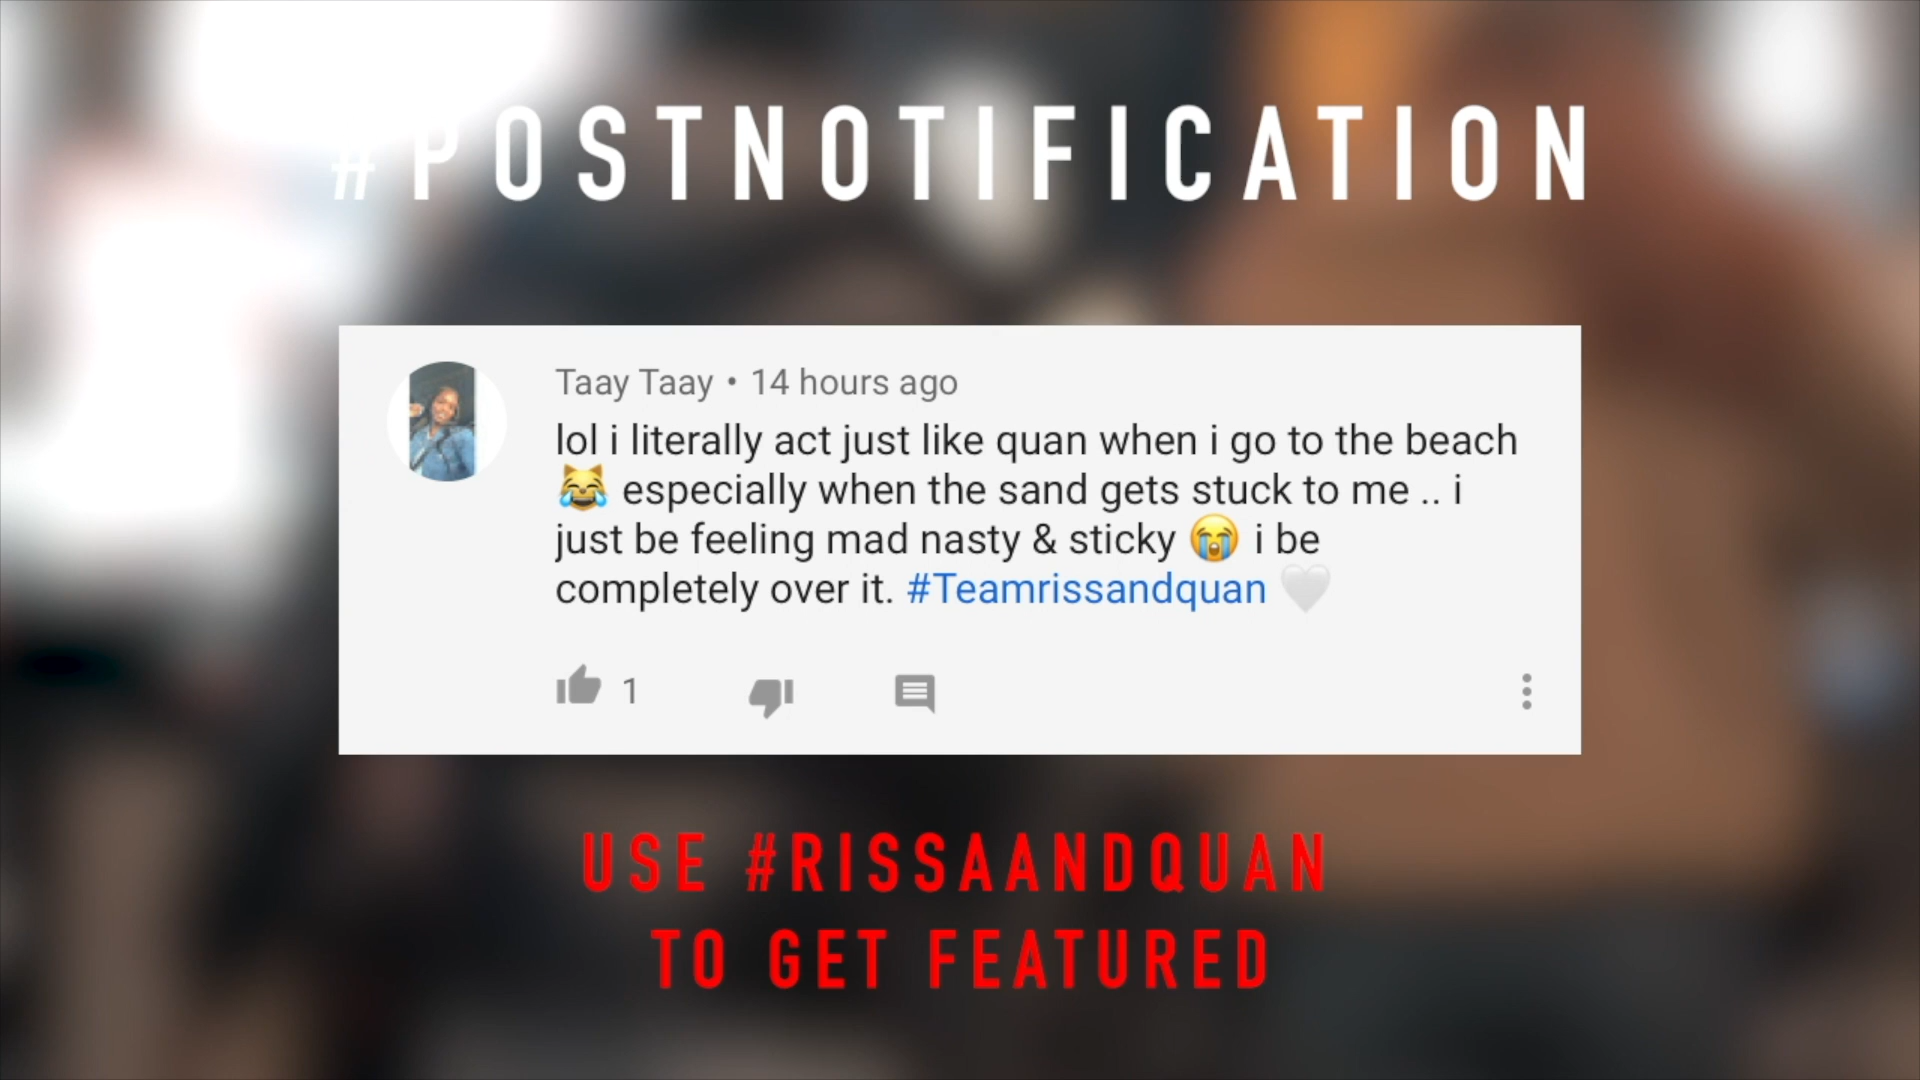 #POSTNOTIFICATION
Taay Taay • 14 hours ago
lol i literally act just like quan when i go to the beach
😹 especially when the sand gets stuck to me .. i
just be feeling mad nasty & sticky 😭 i be
completely over it. #Teamrissandquan 🤍
1
USE #RISSAANDQUAN
TO GET FEATURED